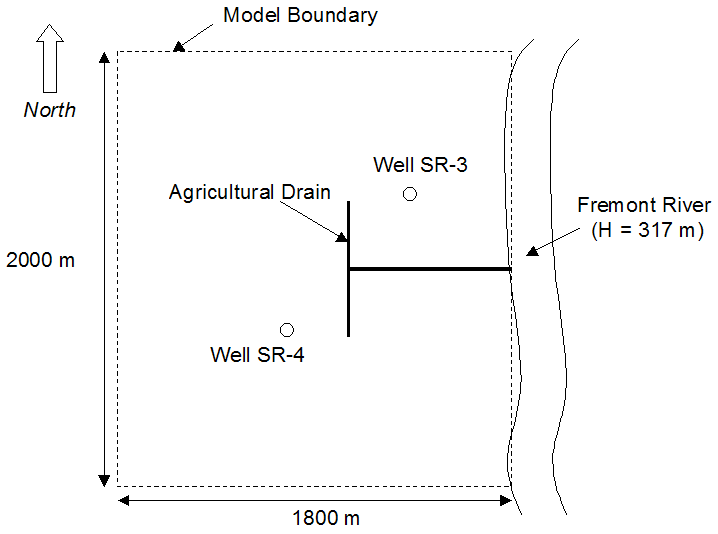 Model Boundary
North
Well SR-3
Agricultural Drain
Fremont River
(H = 317 m)
2000 m
Well SR-4
1800 m